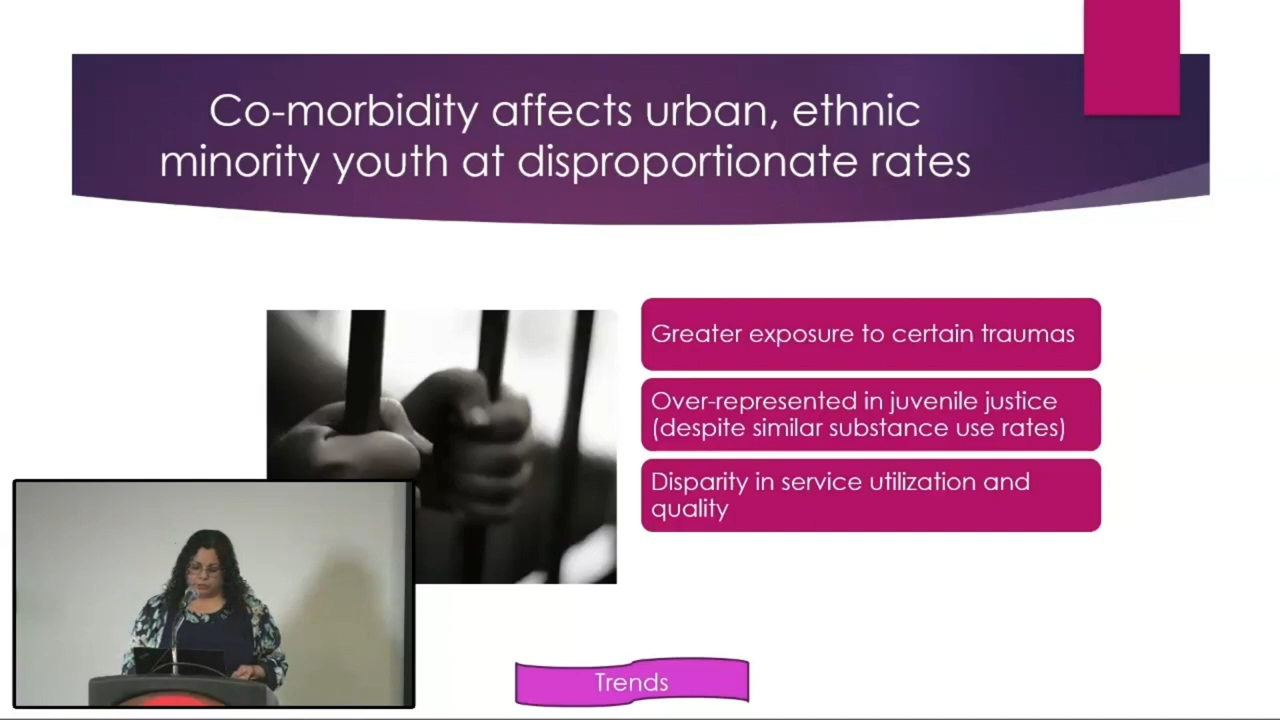 Co-morbidity affects urban, ethnic
minority youth at disproportionate rates
Greater exposure to certain traumas
Over-represented in juvenile justice
(despite similar substance use rates)
Disparity in service utilization and
quality
Trends